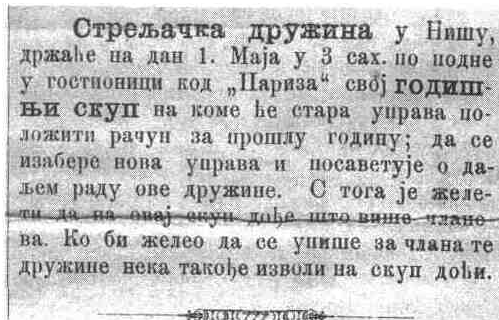 Стрељачка дружина у Нишу,
држаће на дан 1. Маја у 3 сах. по подне
у гостионици код „Париза“ свој годиш-
њи скуп на коме ће стара управа по-
ложити рачун за прошлу годину; да се
изабере нова управа и посаветује о да-
љем раду ове дружине. С тога је желе-
ти да на овај скуп дође што више члано-
ва. Ко би желео да се упише за члана те
дружине нека такође изволи на скуп доћи.